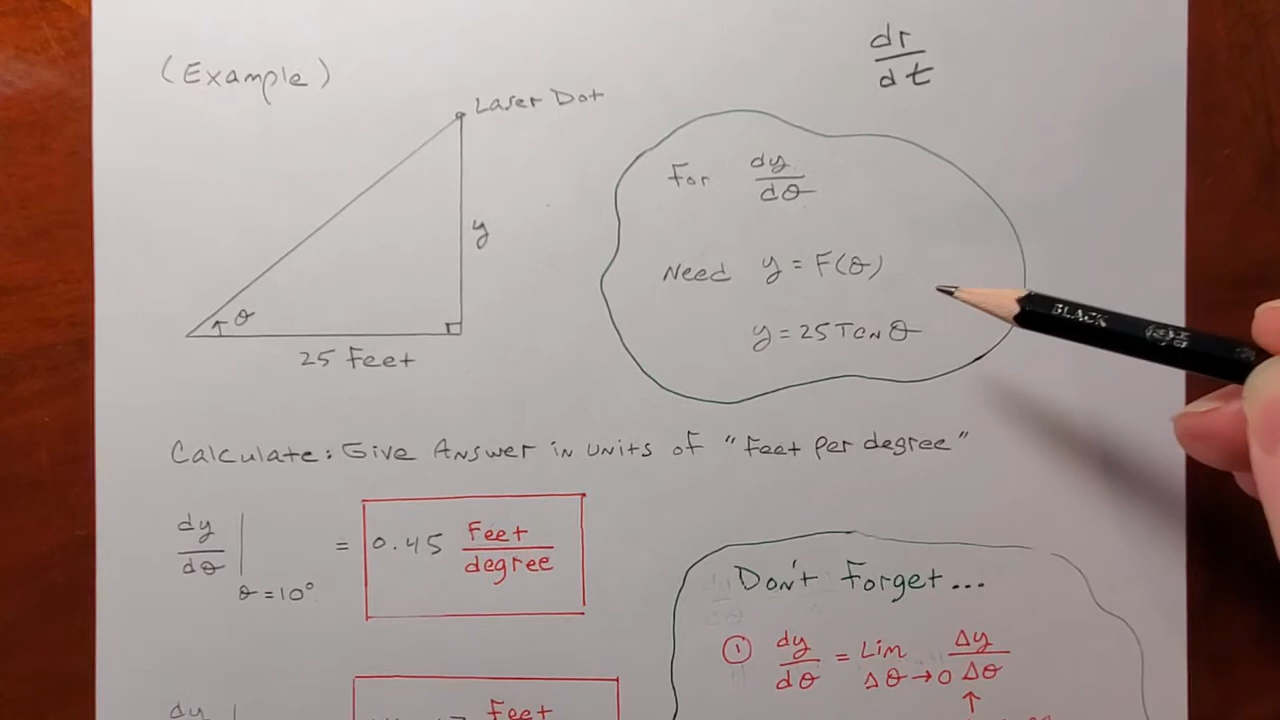 dr
dt
(Example)
Laser Dot
y
θ
25 Feet
For dy
dθ
Need y = F(θ)
y = 25 Tan θ
BLACK
Calculate: Give Answer in units of "Feet per degree"
dy
dθ
θ = 10°
= 0.45 Feet
degree
Don't Forget...
① dy = Lim Δy
dθ Δθ→0 Δθ
dy
Feet